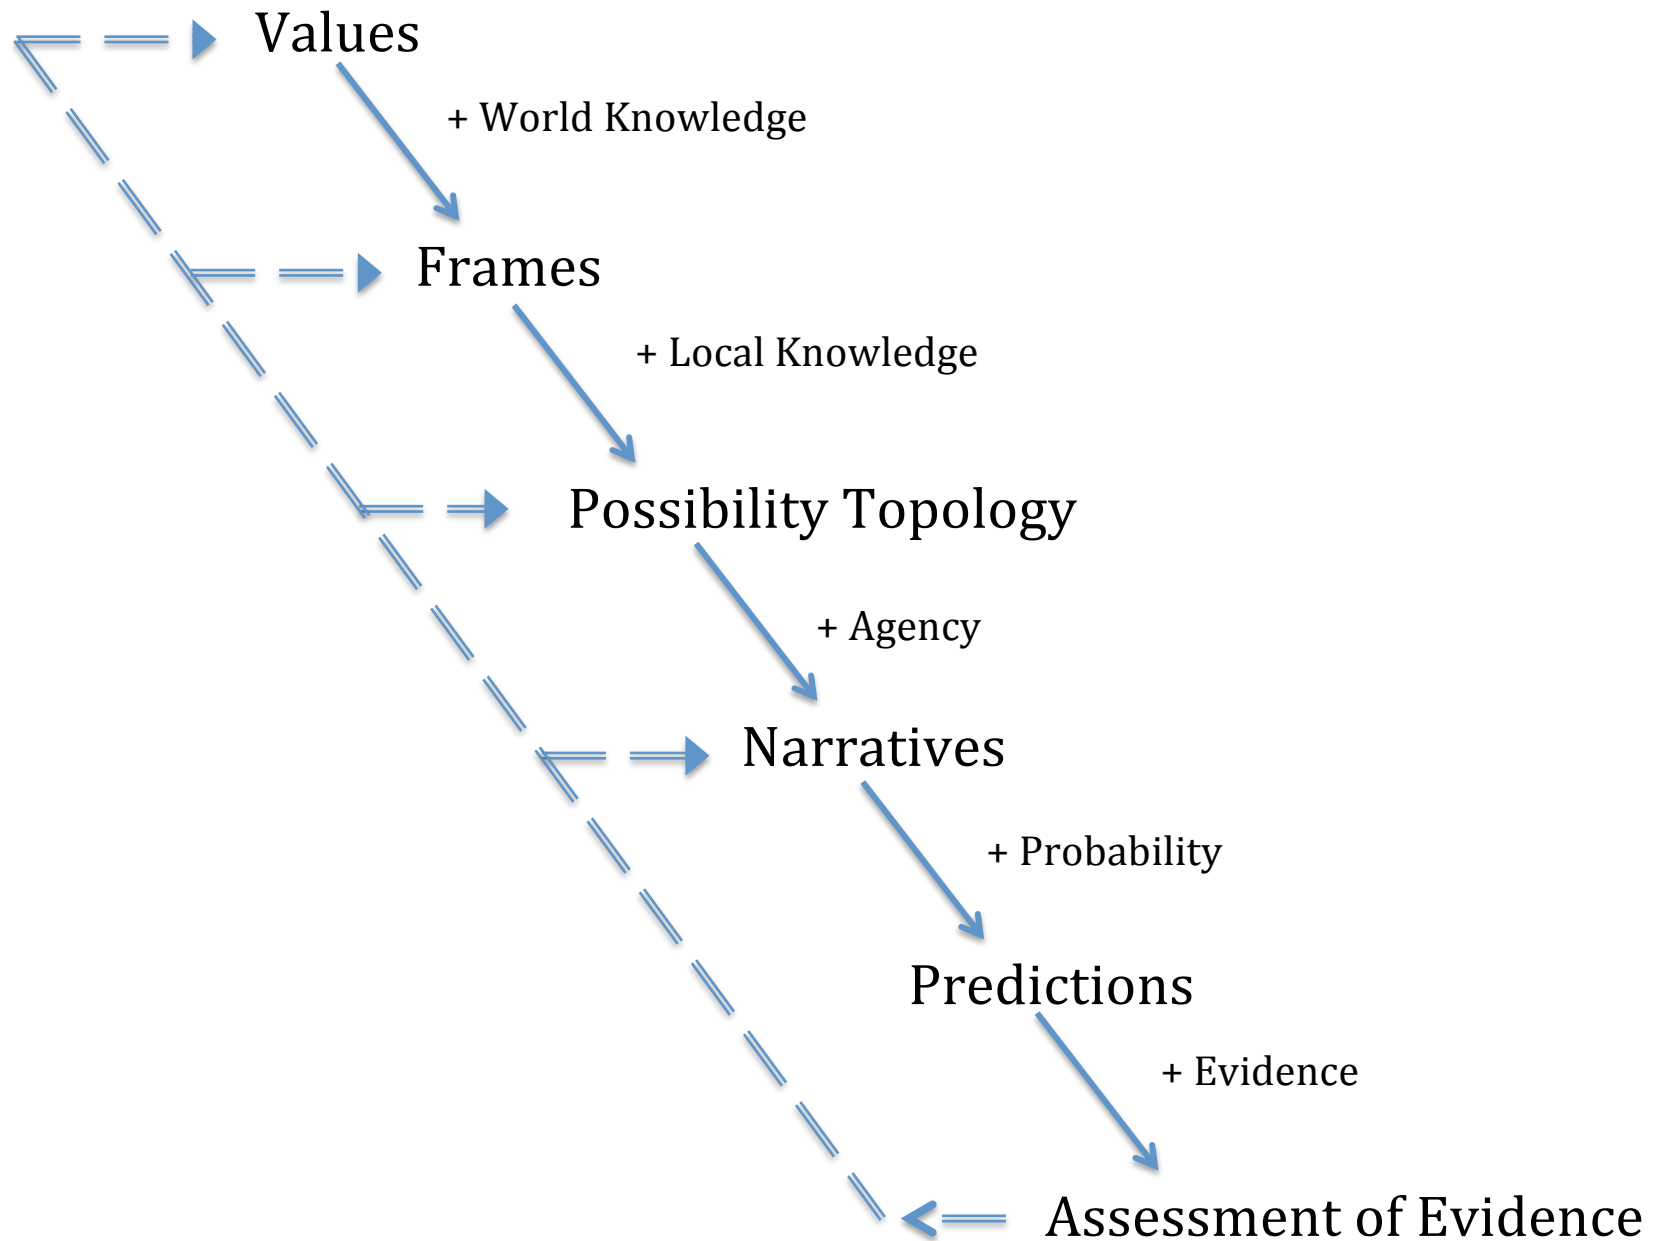 Values
+ World Knowledge
Frames
+ Local Knowledge
Possibility Topology
+ Agency
Narratives
+ Probability
Predictions
+ Evidence
Assessment of Evidence